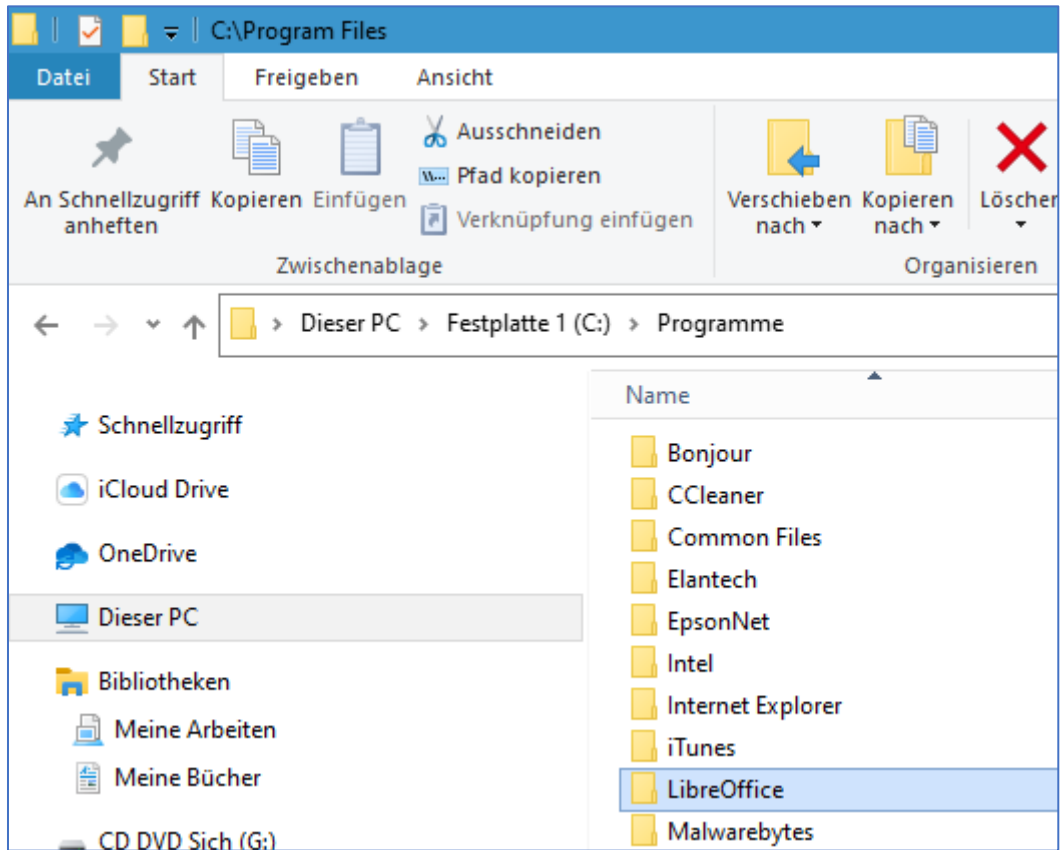 C:\Program Files
Datei Start Freigeben Ansicht
An Schnellzugriff anheften
Kopieren
Einfügen
Ausschneiden
Pfad kopieren
Verknüpfung einfügen
Zwischenablage
Verschieben nach
Kopieren nach
Löschen
Organisieren
Dieser PC > Festplatte 1 (C:) > Programme
Schnellzugriff
iCloud Drive
OneDrive
Dieser PC
Bibliotheken
Meine Arbeiten
Meine Bücher
CD DVD Sich (G:)
Name
Bonjour
CCleaner
Common Files
Elantech
EpsonNet
Intel
Internet Explorer
iTunes
LibreOffice
Malwarebytes